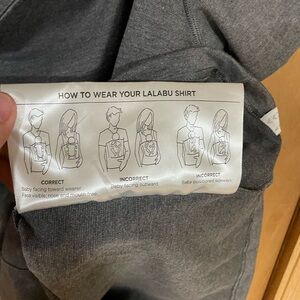 HOW TO WEAR YOUR LALABU SHIRT
CORRECT
Baby facing toward wearer.
Face visible, nose and mouth free.
INCORRECT
Baby facing outward
INCORRECT
Baby positioned sideways